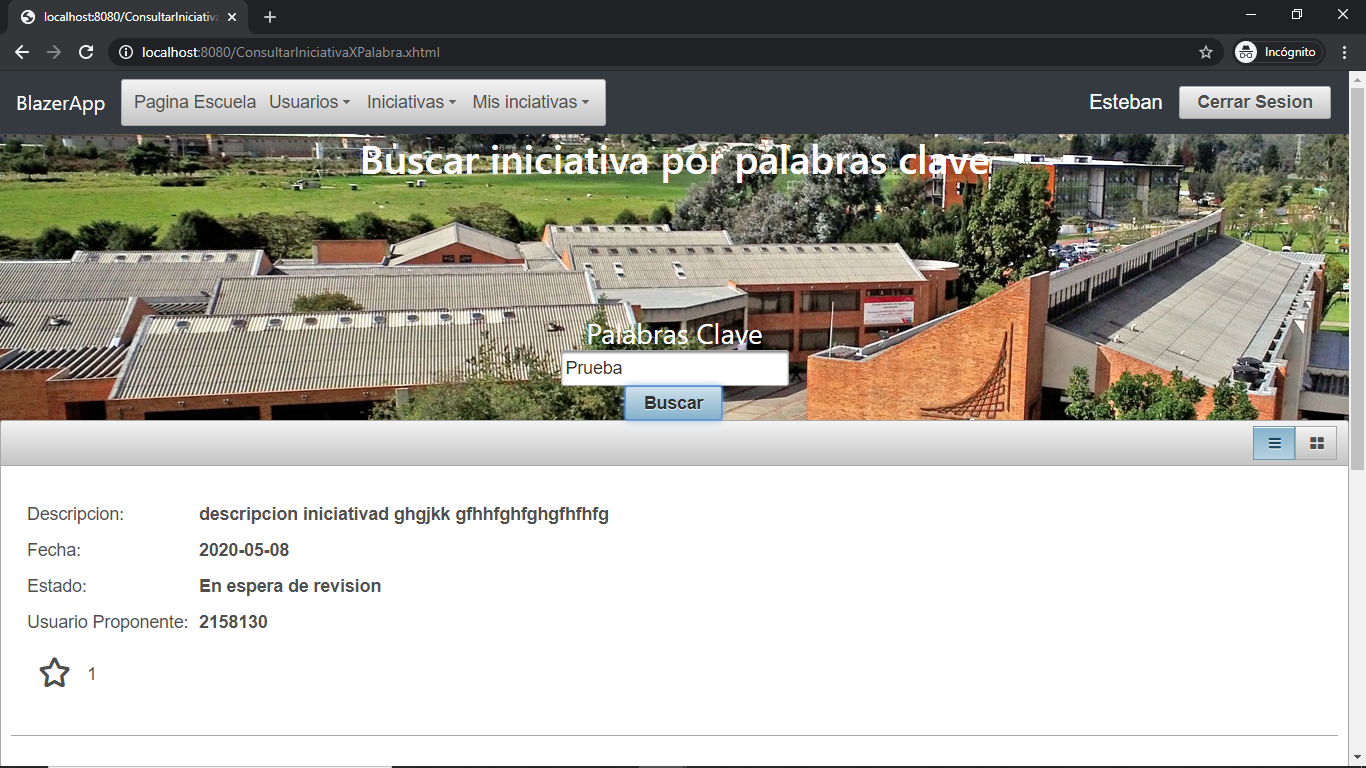 localhost:8080/ConsultarIniciativa
localhost:8080/ConsultarIniciativaXPalabra.xhtml
Incógnito
BlazerApp
Pagina Escuela Usuarios Iniciativas Mis inciativas
Esteban
Cerrar Sesion
Buscar iniciativa por palabras clave
Palabras Clave
Prueba
Buscar
Descripcion: descripcion iniciativad ghgjkk gfhhfghfghgfhfhfg
Fecha: 2020-05-08
Estado: En espera de revision
Usuario Proponente: 2158130
1